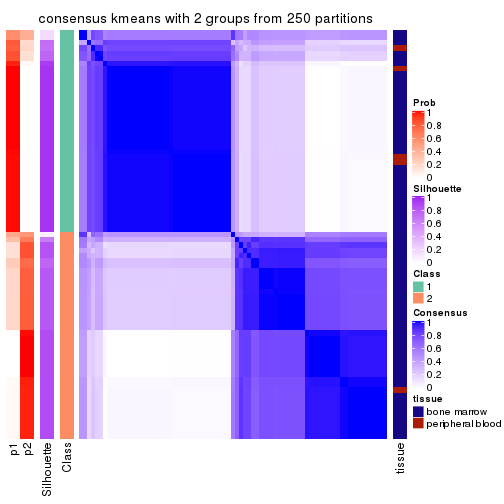 consensus kmeans with 2 groups from 250 partitions
Prob
1
0.8
0.6
0.4
0.2
0
Silhouette
1
0.8
0.6
0.4
0.2
0
Class
1
2
Consensus
1
0.8
0.6
0.4
0.2
0
tissue
bone marrow
peripheral blood
p1
p2
Silhouette
Class
tissue